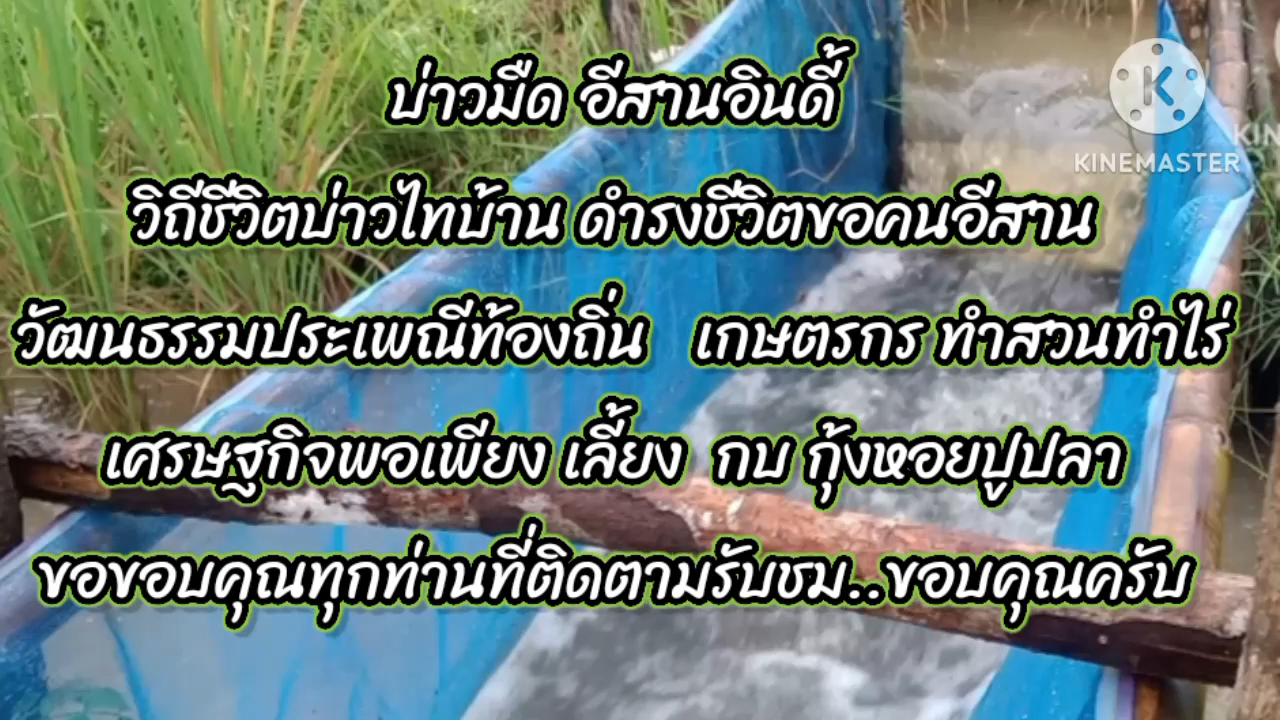 บ่าวมืด อีสานอินดี้
KINEMASTER
วิถีชีวิตบ่าวไทบ้าน ดำรงชีวิตขอคนอีสาน
วัฒนธรรมประเพณีท้องถิ่น เกษตรกร ทำสวนทำไร่
เศรษฐกิจพอเพียง เลี้ยง กบ กุ้งหอยปูปลา
ขอขอบคุณทุกท่านที่ติดตามรับชม..ขอบคุณครับ